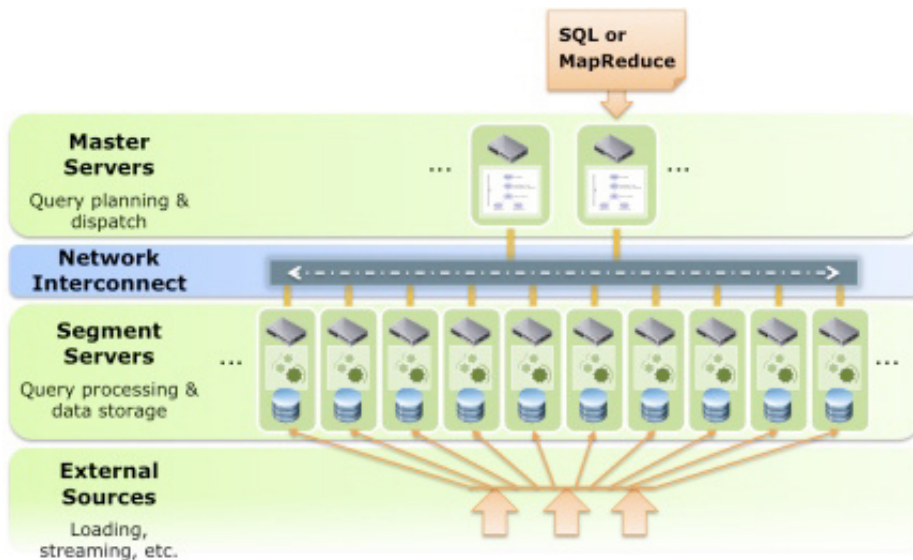 SQL or
MapReduce
Master
Servers
Query planning &
dispatch
...
...
Network
Interconnect
Segment
Servers
Query processing &
data storage
...
...
External
Sources
Loading,
streaming, etc.